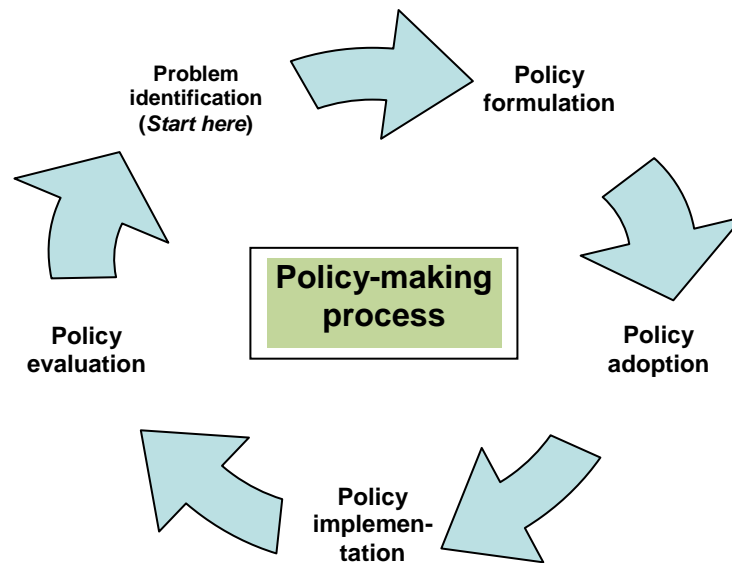 Problem
identification
(Start here)
Policy
formulation
Policy
adoption
Policy
implemen-
tation
Policy
evaluation
Policy-making
process